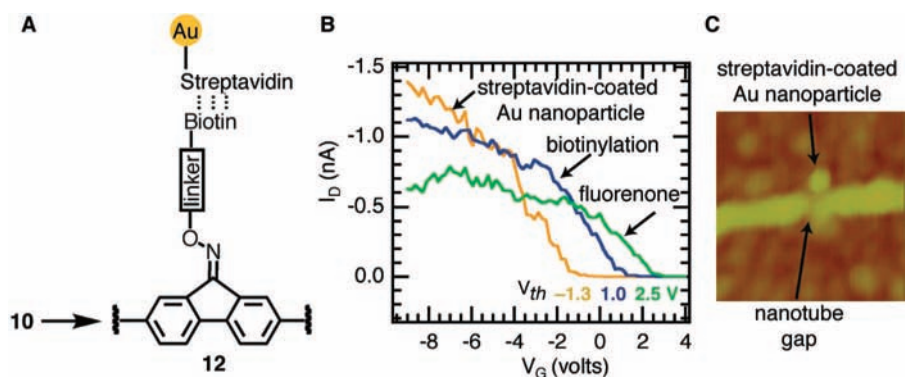 A
Au
Streptavidin
Biotin
linker
O
N
10
12
B
-1.5
-1.0
-0.5
0.0
I_D (nA)
streptavidin-coated
Au nanoparticle
biotinylation
fluorenone
V_th -1.3 1.0 2.5 V
-8 -6 -4 -2 0 2 4
V_G (volts)
C
streptavidin-coated
Au nanoparticle
nanotube
gap